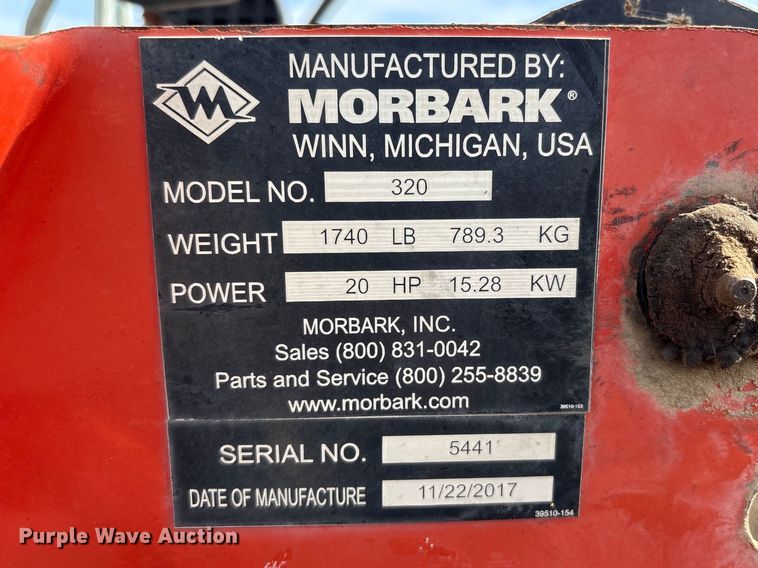 MANUFACTURED BY:
M MORBARK®
WINN, MICHIGAN, USA
MODEL NO. 320
WEIGHT 1740 LB 789.3 KG
POWER 20 HP 15.28 KW
MORBARK, INC.
Sales (800) 831-0042
Parts and Service (800) 255-8839
www.morbark.com
39510-153
SERIAL NO. 5441
DATE OF MANUFACTURE 11/22/2017
39510-154
Purple Wave Auction